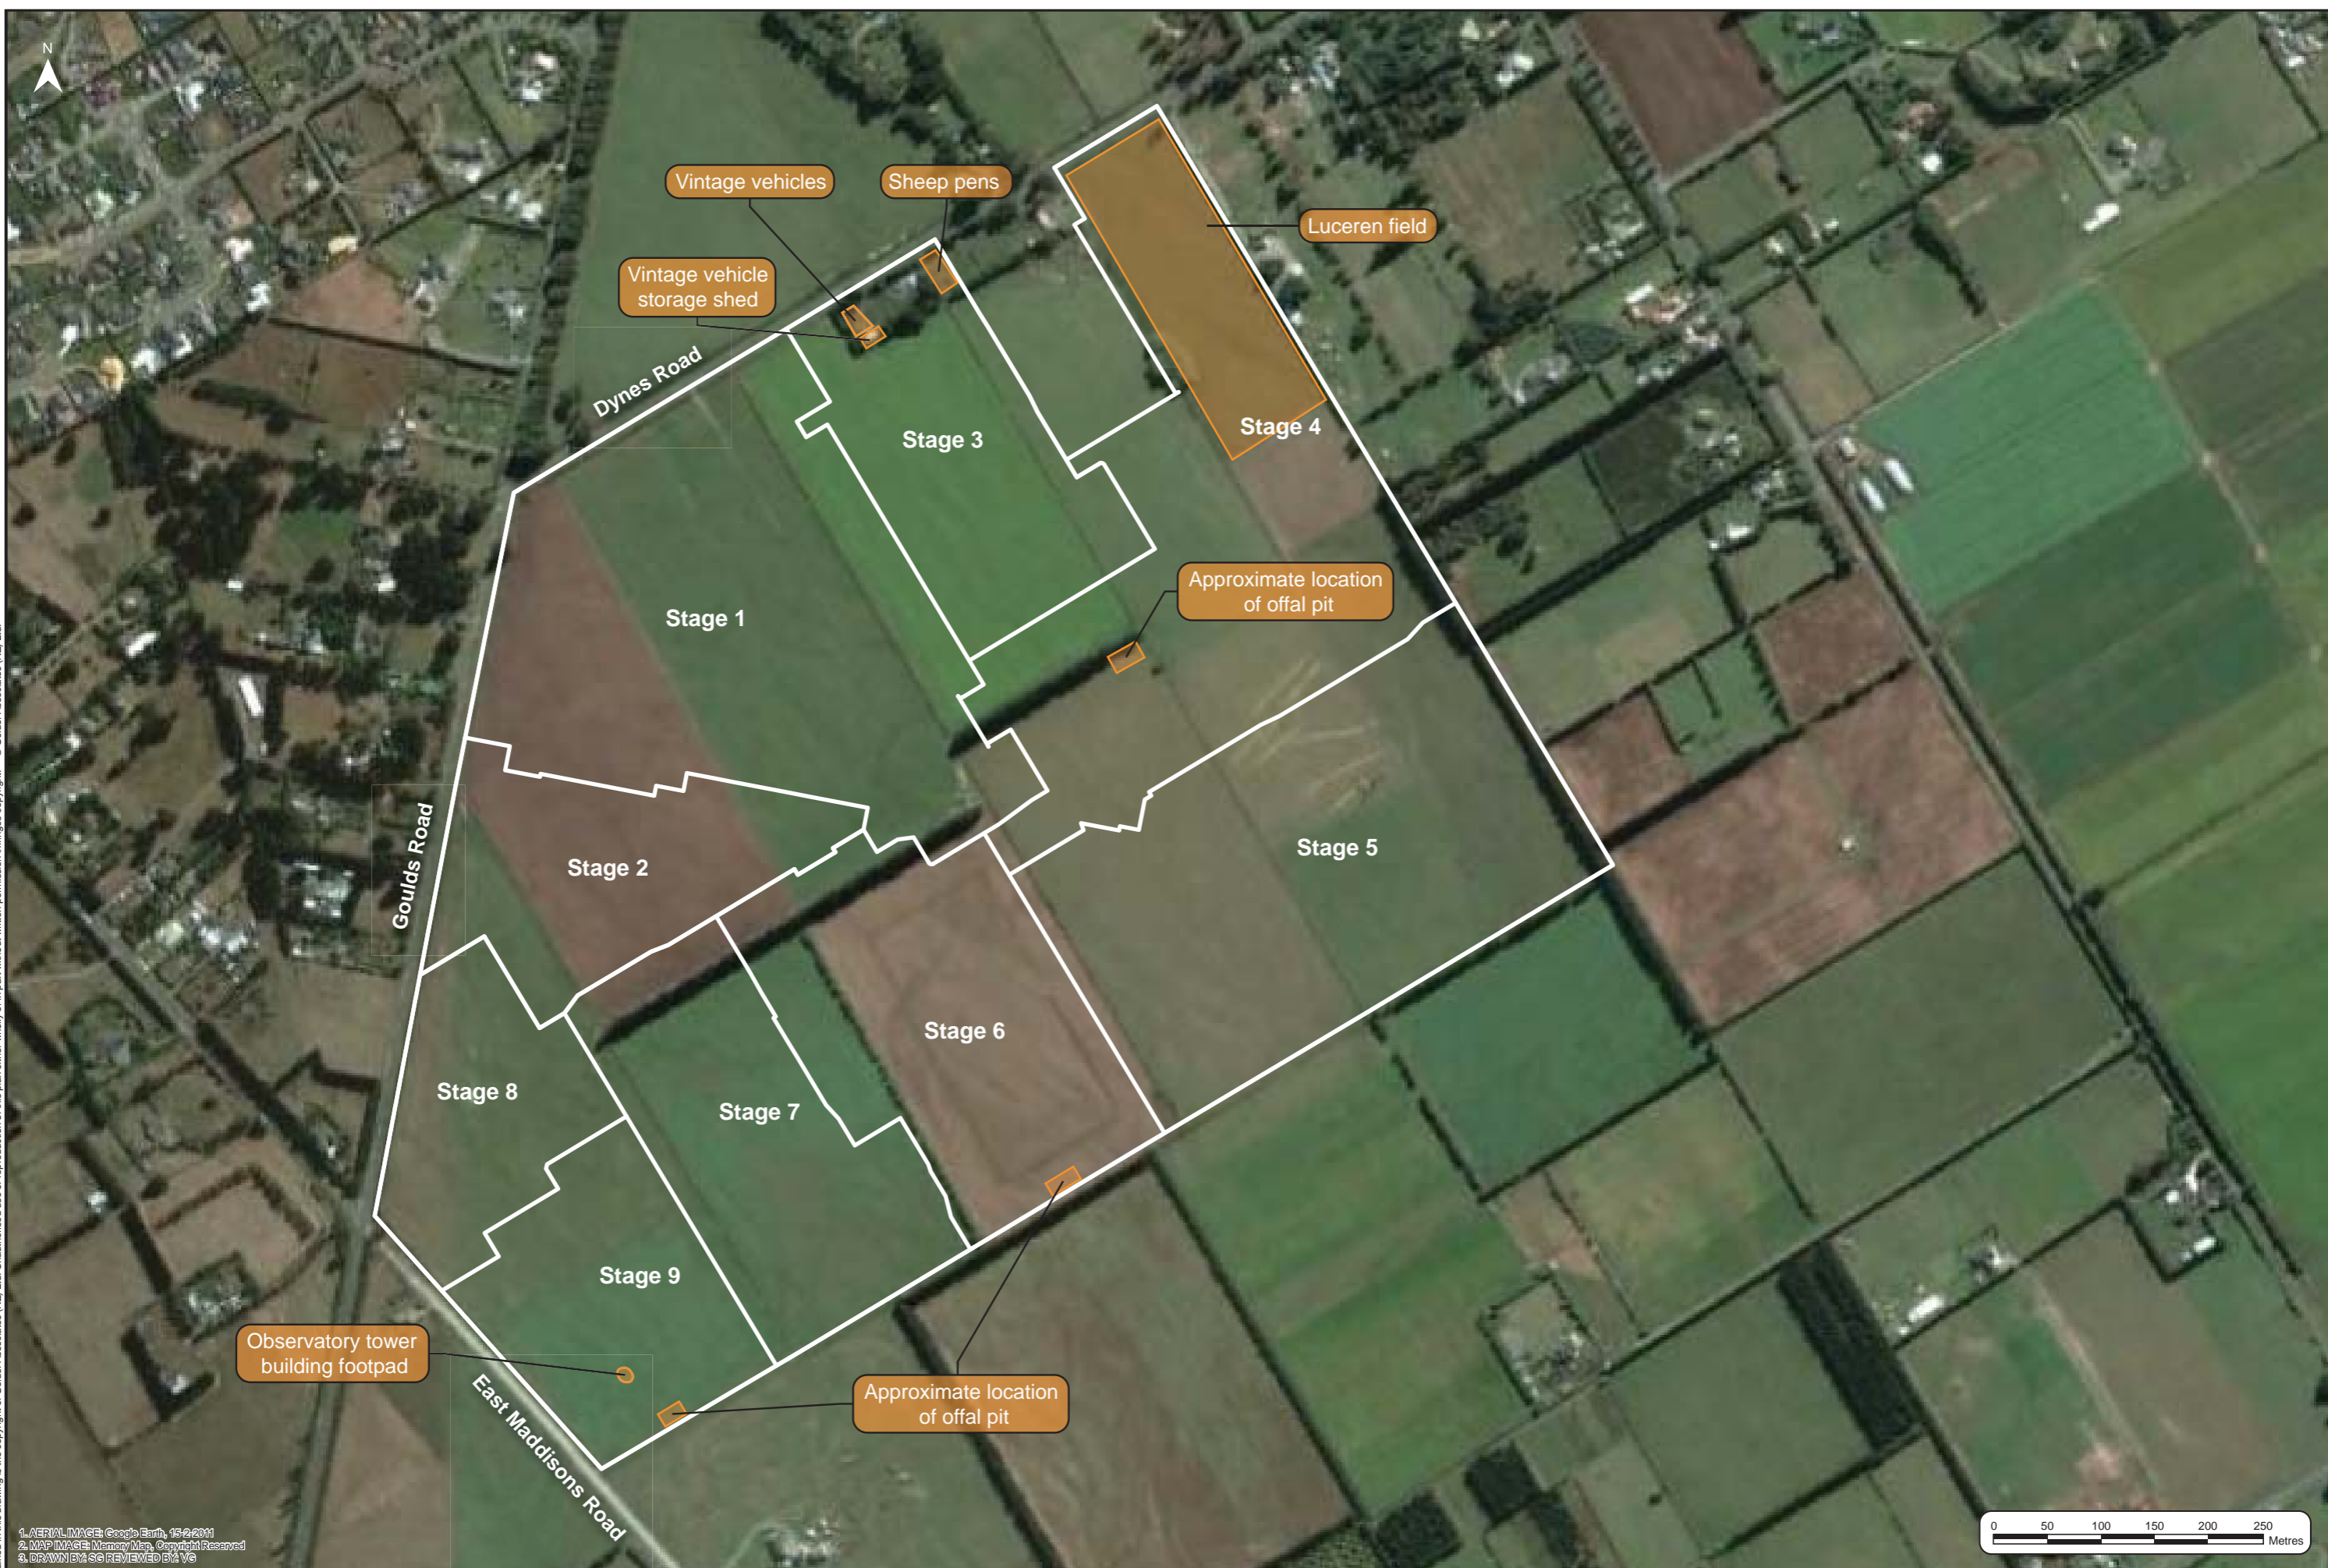 N
Vintage vehicles
Sheep pens
Luceren field
Vintage vehicle
storage shed
Dynes Road
Stage 3
Stage 4
Approximate location
of offal pit
Stage 1
Goulds Road
Stage 2
Stage 5
Stage 6
Stage 8
Stage 7
Stage 9
Observatory tower
building footpad
East Maddisons Road
Approximate location
of offal pit
1. AERIAL IMAGE: Google Earth, 15-2-2011
2. MAP IMAGE: Memory Map, Copyright Reserved
3. DRAWN BY: SG REVIEWED BY: VG
0 50 100 150 200 250
Metres